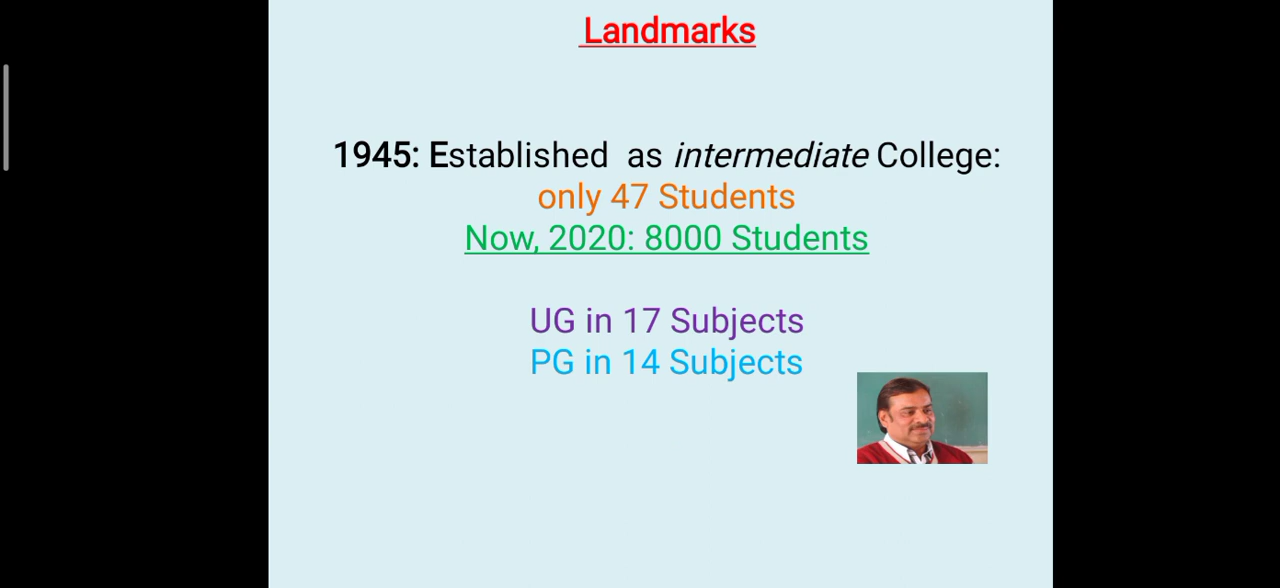 Landmarks
1945: Established as intermediate College:
only 47 Students
Now, 2020: 8000 Students
UG in 17 Subjects
PG in 14 Subjects